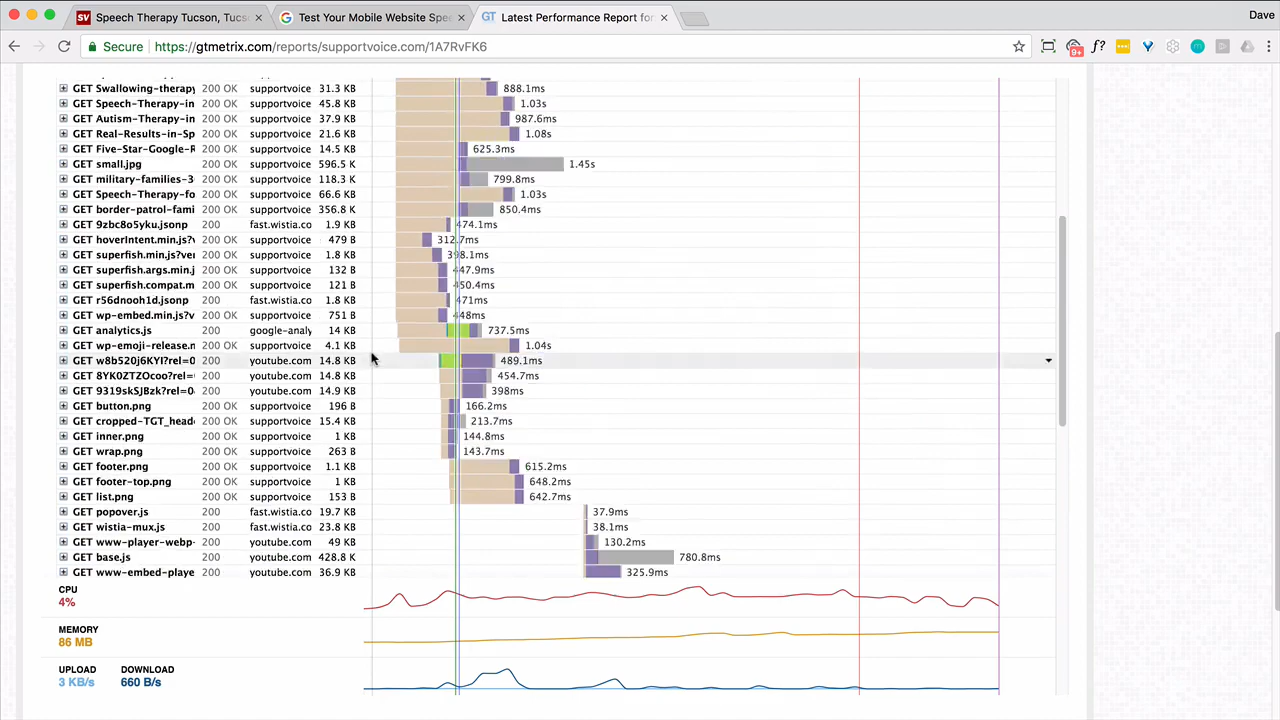 Speech Therapy Tucson, Tucs
Test Your Mobile Website Spe
Latest Performance Report for
Dave
Secure
https://gtmetrix.com/reports/supportvoice.com/1A7RvFK6
9+
f?
GET Swallowing-therapy 200 OK supportvoice 31.3 KB 888.1ms
GET Speech-Therapy-in 200 OK supportvoice 45.8 KB 1.03s
GET Autism-Therapy-in 200 OK supportvoice 37.9 KB 987.6ms
GET Real-Results-in-Sp 200 OK supportvoice 21.6 KB 1.08s
GET Five-Star-Google-R 200 OK supportvoice 14.5 KB 625.3ms
GET small.jpg 200 OK supportvoice 596.5 K 1.45s
GET military-families-3 200 OK supportvoice 118.3 K 799.8ms
GET Speech-Therapy-fo 200 OK supportvoice 66.6 KB 1.03s
GET border-patrol-fami 200 OK supportvoice 356.8 K 850.4ms
GET 9zbc8o5yku.jsonp 200 fast.wistia.co 1.9 KB 474.1ms
GET hoverIntent.min.js?v 200 OK supportvoice 479 B 312.7ms
GET superfish.min.js?ver 200 OK supportvoice 1.8 KB 398.1ms
GET superfish.args.min.j 200 OK supportvoice 132 B 447.9ms
GET superfish.compat.m 200 OK supportvoice 121 B 450.4ms
GET r56dnooh1d.jsonp 200 fast.wistia.co 1.8 KB 471ms
GET wp-embed.min.js?v 200 OK supportvoice 751 B 448ms
GET analytics.js 200 google-analy 14 KB 737.5ms
GET wp-emoji-release.m 200 OK supportvoice 4.1 KB 1.04s
GET w8b520j6KYI?rel=0 200 youtube.com 14.8 KB 489.1ms
GET 8YK0ZTZOcoo?rel= 200 youtube.com 14.8 KB 454.7ms
GET 9319skSJBzk?rel=0 200 youtube.com 14.9 KB 398ms
GET button.png 200 OK supportvoice 196 B 166.2ms
GET cropped-TGT_heade 200 OK supportvoice 15.4 KB 213.7ms
GET inner.png 200 OK supportvoice 1 KB 144.8ms
GET wrap.png 200 OK supportvoice 263 B 143.7ms
GET footer.png 200 OK supportvoice 1.1 KB 615.2ms
GET footer-top.png 200 OK supportvoice 1 KB 648.2ms
GET list.png 200 OK supportvoice 153 B 642.7ms
GET popover.js 200 fast.wistia.co 19.7 KB 37.9ms
GET wistia-mux.js 200 fast.wistia.co 23.8 KB 38.1ms
GET www-player-webp- 200 youtube.com 49 KB 130.2ms
GET base.js 200 youtube.com 428.8 K 780.8ms
GET www-embed-playe 200 youtube.com 36.9 KB 325.9ms
CPU
4%
MEMORY
86 MB
UPLOAD DOWNLOAD
3 KB/s 660 B/s